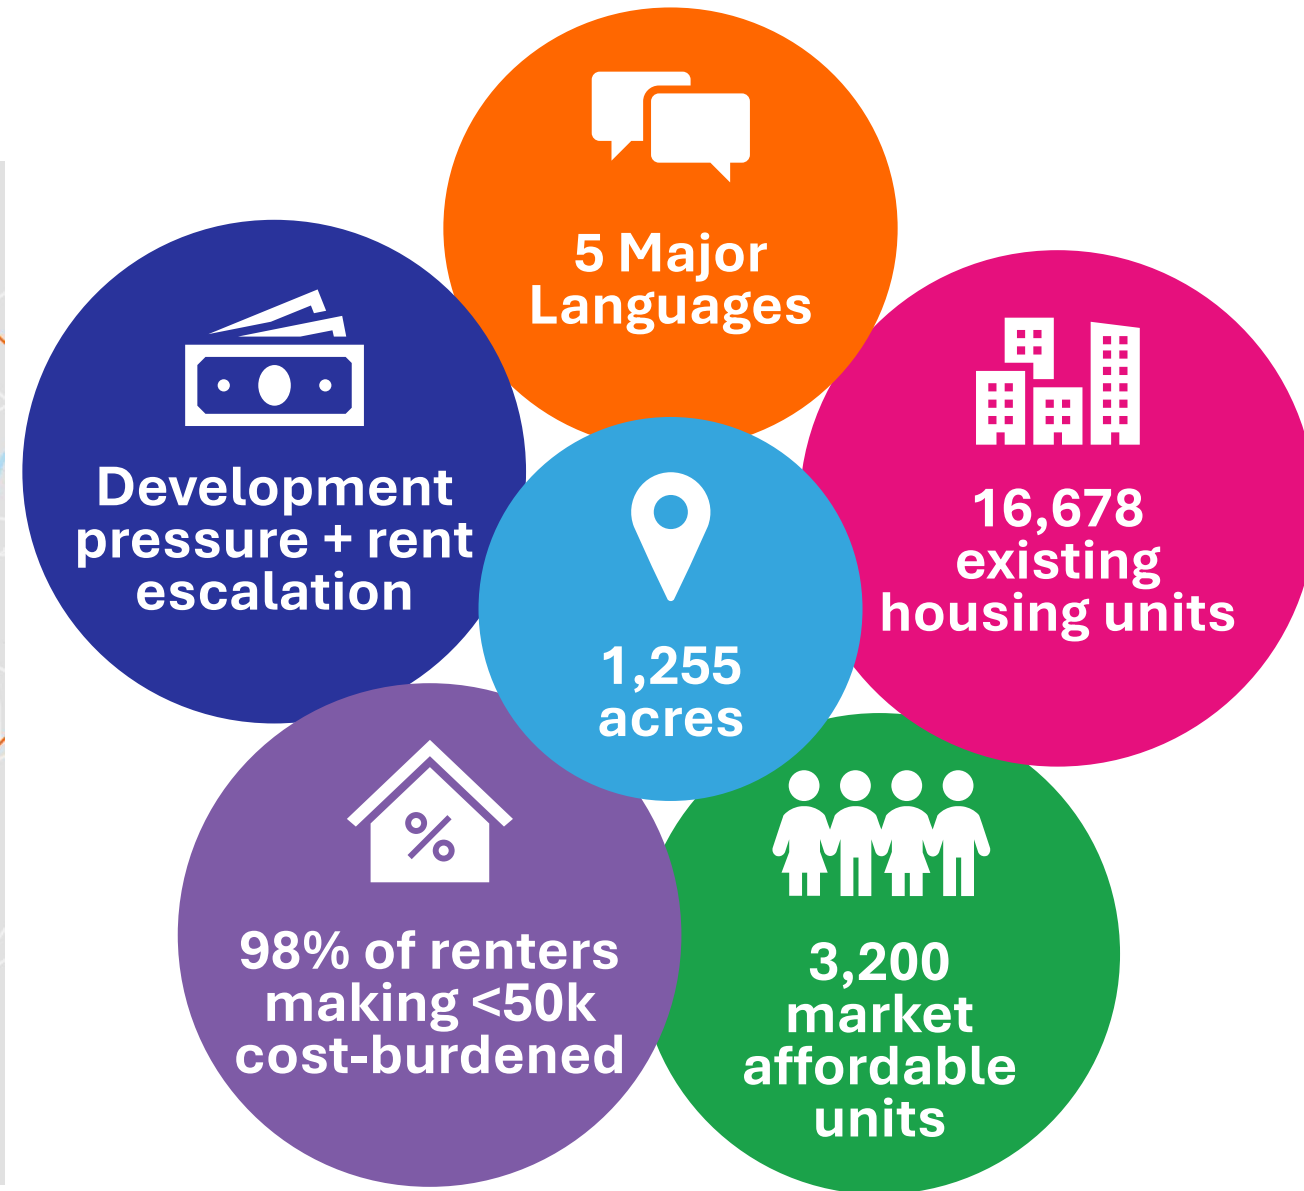 5 Major
Languages
Development
pressure + rent
escalation
16,678
existing
housing units
1,255
acres
98% of renters
making <50k
cost-burdened
3,200
market
affordable
units